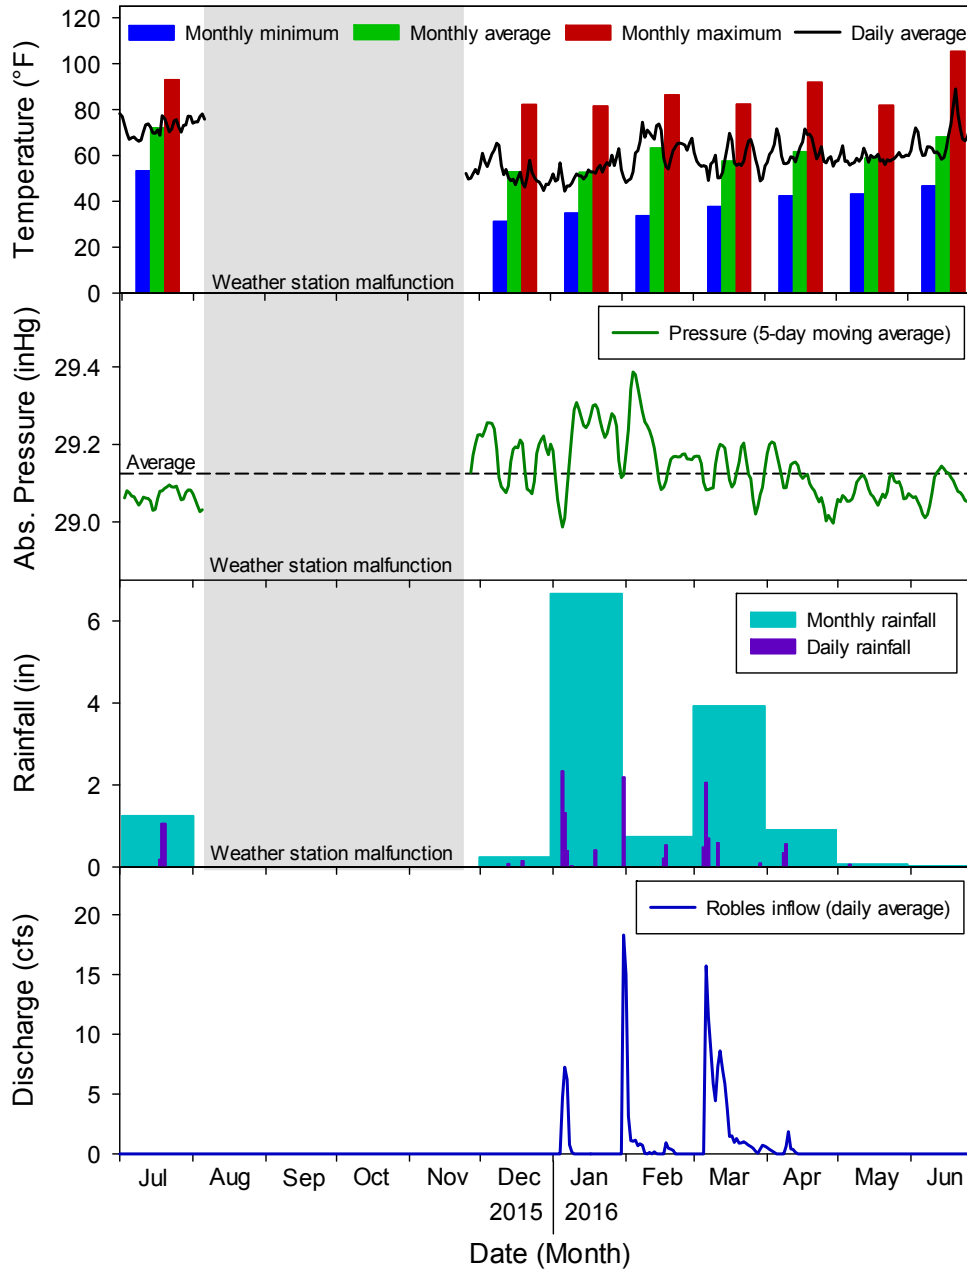 120
Monthly minimum Monthly average Monthly maximum Daily average
100
80
60
40
20
0
Temperature (°F)
Weather station malfunction
Pressure (5-day moving average)
29.4
29.2
29.0
Abs. Pressure (inHg)
Average
Weather station malfunction
Monthly rainfall
Daily rainfall
6
4
2
0
Rainfall (in)
Weather station malfunction
Robles inflow (daily average)
20
15
10
5
0
Discharge (cfs)
Jul Aug Sep Oct Nov Dec Jan Feb Mar Apr May Jun
2015 2016
Date (Month)